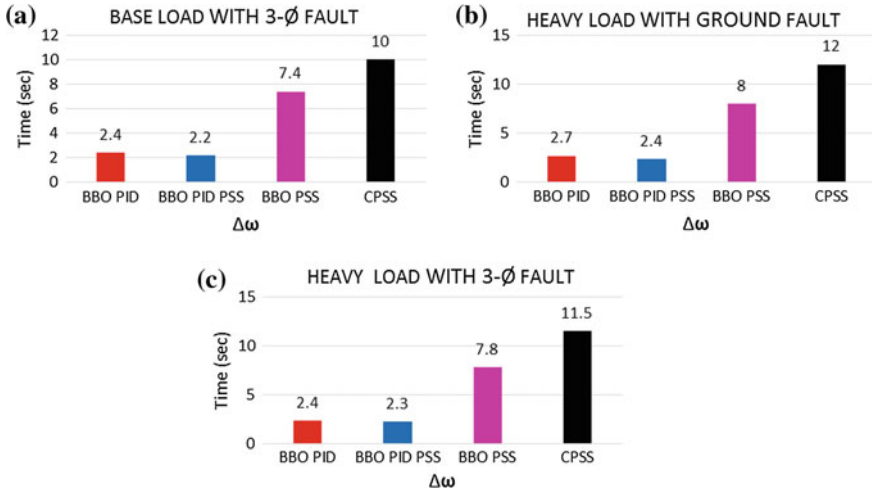 (a)
BASE LOAD WITH 3-Ø FAULT
Time (sec)
12
10
8
6
4
2
0
2.4
2.2
7.4
10
BBO PID BBO PID PSS BBO PSS CPSS
Δω
(b)
HEAVY LOAD WITH GROUND FAULT
Time (sec)
15
10
5
0
2.7
2.4
8
12
BBO PID BBO PID PSS BBO PSS CPSS
Δω
(c)
HEAVY LOAD WITH 3-Ø FAULT
Time (sec)
15
10
5
0
2.4
2.3
7.8
11.5
BBO PID BBO PID PSS BBO PSS CPSS
Δω